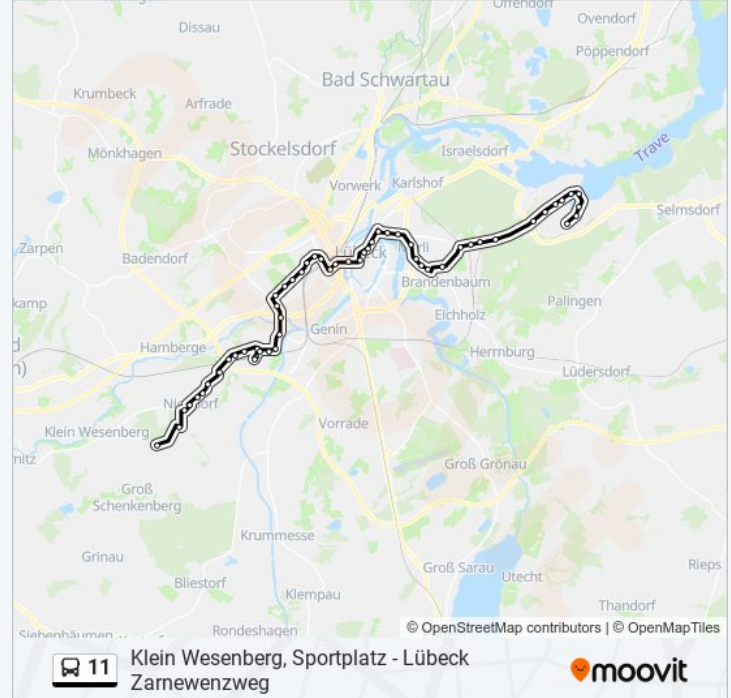 Offendorf
Ovendorf
Dissau
Pöppendorf
Bad Schwartau
Krumbeck
Arfrade
Trave
Stockelsdorf
Israelsdorf
Mönkhagen
Vorwerk
Karlshof
Selmsdorf
Zarpen
Lübeck
Badendorf
Brandenbaum
Palingen
kamp
Eichholz
Genin
Hamberge
Herrnburg
Lüdersdorf
Klein Wesenberg
Vorrade
Groß Grönau
Groß
Schenkenberg
Krummesse
Grinau
Groß Sarau
Utecht
Rieps
Bliestorf
Klempau
Thandorf
Siebenbäumen
Rondeshagen
© OpenStreetMap contributors | © OpenMapTiles
11
Klein Wesenberg, Sportplatz - Lübeck
Zarnewenzweg
moovit